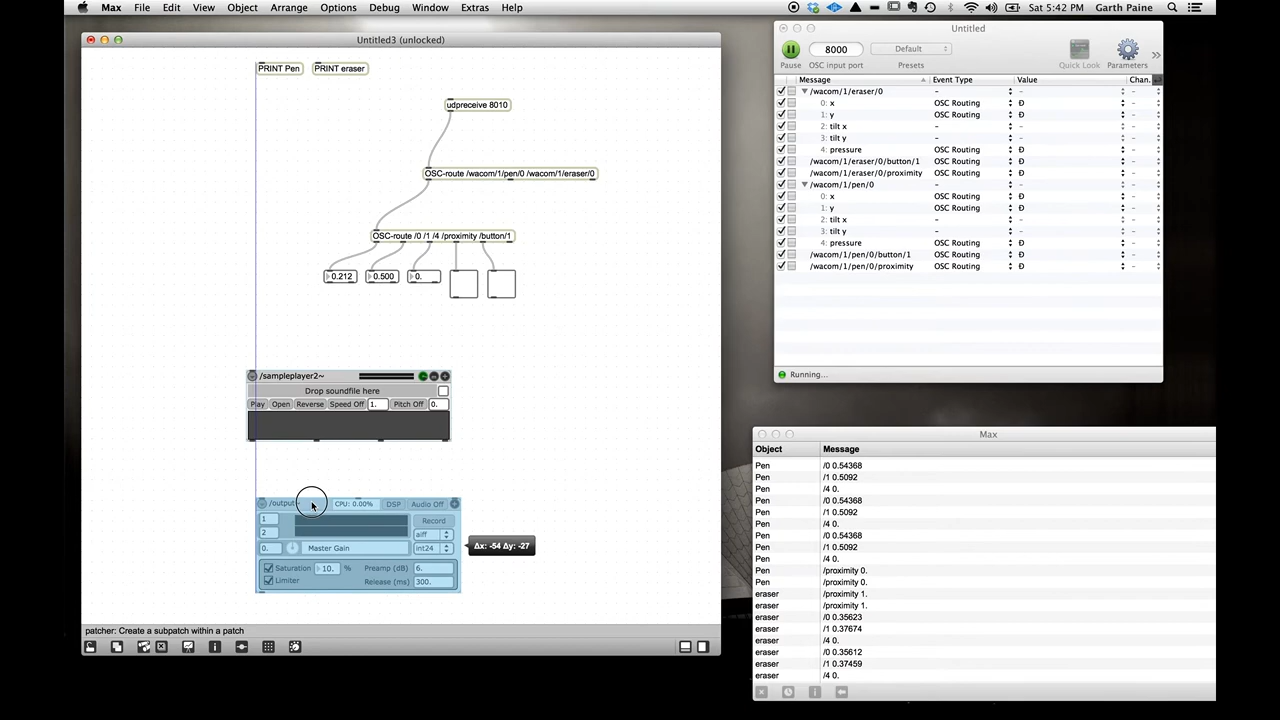 Max File Edit View Object Arrange Options Debug Window Extras Help Sat 5:42 PM Garth Paine
Untitled3 (unlocked)
PRINT Pen PRINT eraser
udpreceive 8010
OSC-route /wacom/1/pen/0 /wacom/1/eraser/0
OSC-route /0 /1 /4 /proximity /button/1
0.212 0.500 0.
/sampleplayer2~
Drop soundfile here
Play Open Reverse Speed Off 1. Pitch Off 0.
/output~ CPU: 0.00% DSP Audio Off
1 Record
2 aiff
0. Master Gain int24
Saturation 10. % Preamp (dB) 6.
Limiter Release (ms) 300.
Δx: -54 Δy: -27
patcher: Create a subpatch within a patch
Untitled
8000 Default
Pause OSC input port Presets Quick Look Parameters
Message Event Type Value Chan.
/wacom/1/eraser/0 - -
0: x OSC Routing Ð
1: y OSC Routing Ð
2: tilt x - -
3: tilt y - -
4: pressure OSC Routing Ð
/wacom/1/eraser/0/button/1 OSC Routing Ð
/wacom/1/eraser/0/proximity OSC Routing Ð
/wacom/1/pen/0 - -
0: x OSC Routing Ð
1: y OSC Routing Ð
2: tilt x - -
3: tilt y - -
4: pressure OSC Routing Ð
/wacom/1/pen/0/button/1 OSC Routing Ð
/wacom/1/pen/0/proximity OSC Routing Ð
Running...
Max
Object Message
Pen /0 0.54368
Pen /1 0.5092
Pen /4 0.
Pen /0 0.54368
Pen /1 0.5092
Pen /4 0.
Pen /0 0.54368
Pen /1 0.5092
Pen /4 0.
Pen /proximity 0.
Pen /proximity 0.
eraser /proximity 1.
eraser /proximity 1.
eraser /0 0.35623
eraser /1 0.37674
eraser /4 0.
eraser /0 0.35612
eraser /1 0.37459
eraser /4 0.